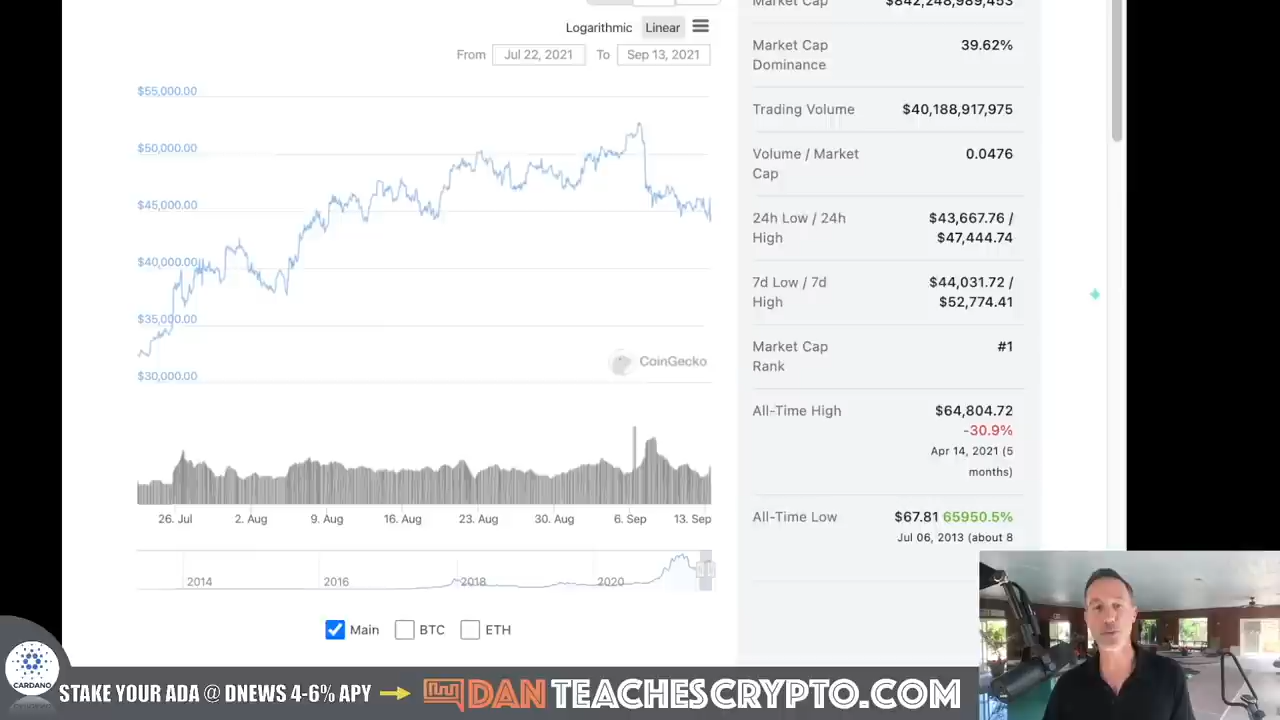 Market Cap
$842,248,989,453
Logarithmic
Linear
From
Jul 22, 2021
To
Sep 13, 2021
Market Cap
Dominance
39.62%
Trading Volume
$40,188,917,975
Volume / Market
Cap
0.0476
24h Low / 24h
High
$43,667.76 /
$47,444.74
7d Low / 7d
High
$44,031.72 /
$52,774.41
Market Cap
Rank
#1
All-Time High
$64,804.72
-30.9%
Apr 14, 2021 (5
months)
All-Time Low
$67.81 65950.5%
Jul 06, 2013 (about 8
$55,000.00
$50,000.00
$45,000.00
$40,000.00
$35,000.00
$30,000.00
CoinGecko
26. Jul
2. Aug
9. Aug
16. Aug
23. Aug
30. Aug
6. Sep
13. Sep
2014
2016
2018
2020
Main
BTC
ETH
CARDANO
STAKE YOUR ADA @ DNEWS 4-6% APY
DANTEACHESCRYPTO.COM